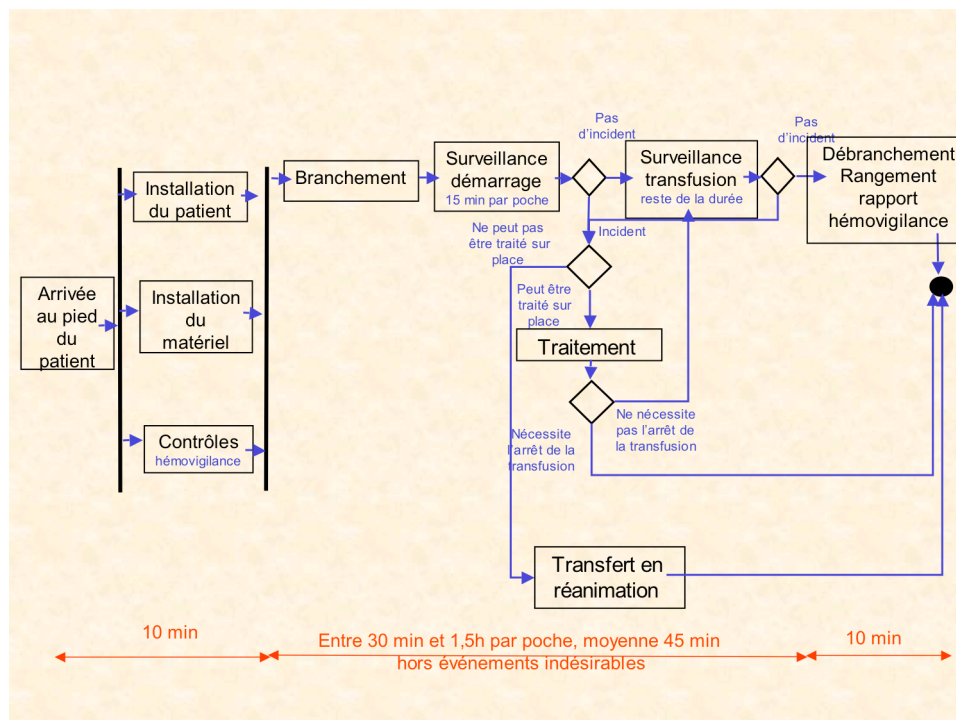 Arrivée
au pied
du
patient
Installation
du patient
Installation
du
matériel
Contrôles
hémovigilance
Branchement
Surveillance
démarrage
15 min par poche
Pas
d’incident
Surveillance
transfusion
reste de la durée
Pas
d’incident
Débranchement
Rangement
rapport
hémovigilance
Incident
Ne peut pas
être traité sur
place
Peut être
traité sur
place
Traitement
Ne nécessite
pas l’arrêt de
la transfusion
Nécessite
l’arrêt de la
transfusion
Transfert en
réanimation
10 min
Entre 30 min et 1,5h par poche, moyenne 45 min
hors événements indésirables
10 min